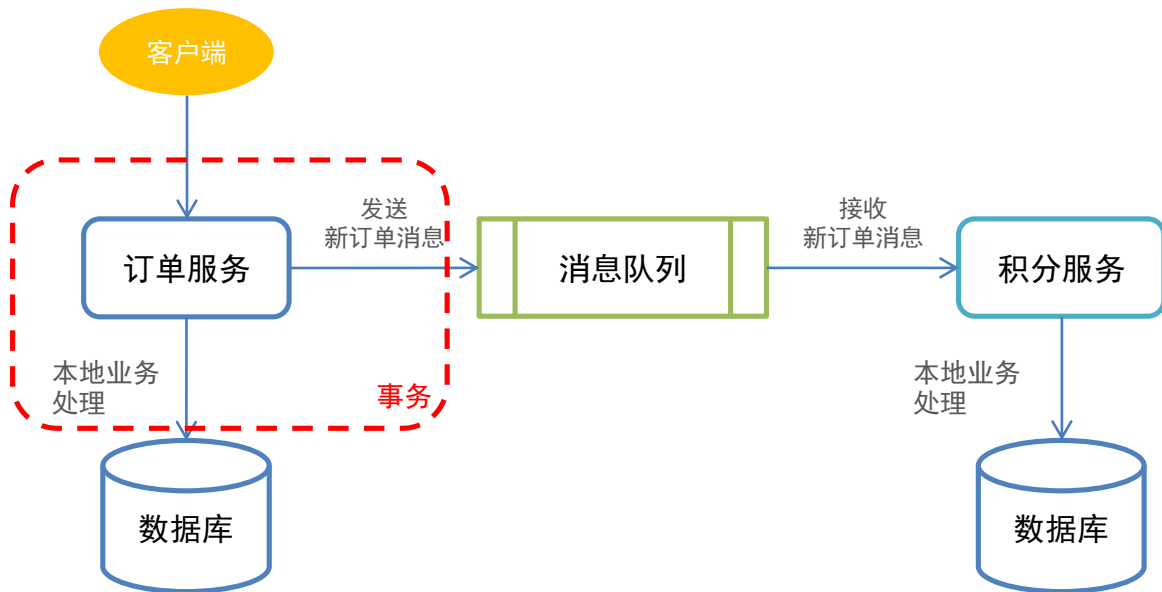 客户端
发送
新订单消息
接收
新订单消息
订单服务
消息队列
积分服务
本地业务
处理
事务
本地业务
处理
数据库
数据库